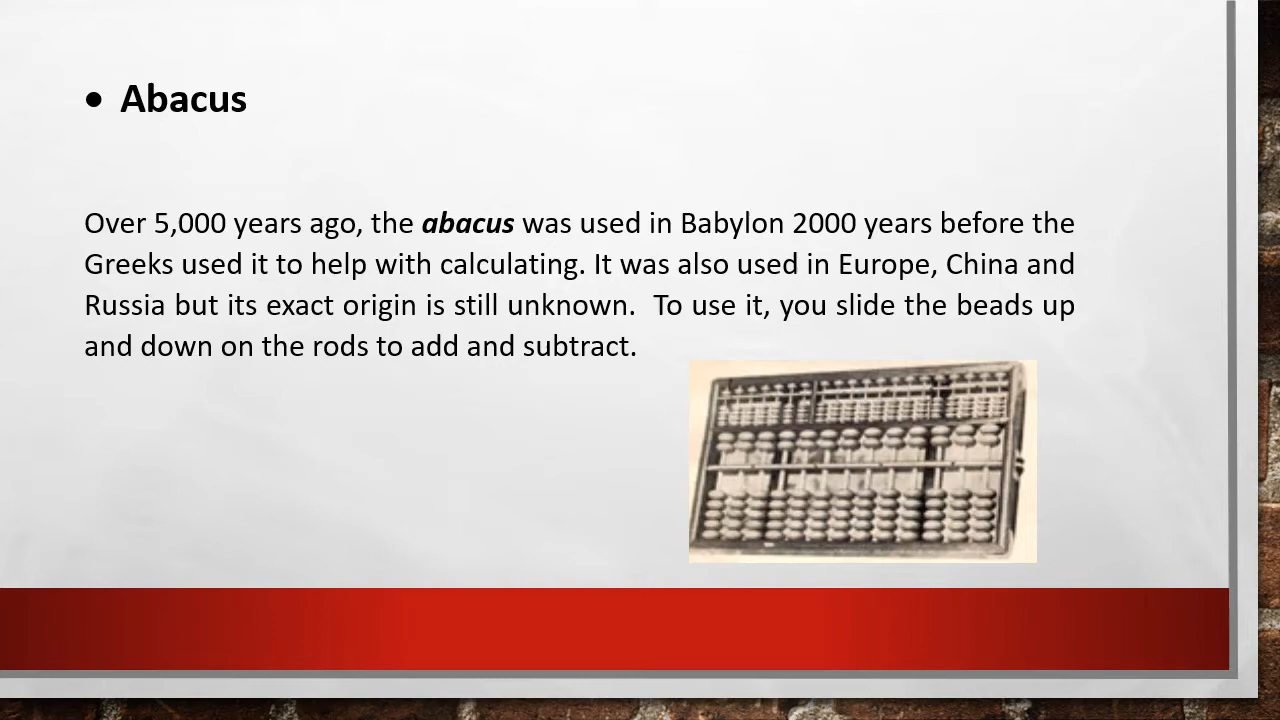 • Abacus
Over 5,000 years ago, the abacus was used in Babylon 2000 years before the
Greeks used it to help with calculating. It was also used in Europe, China and
Russia but its exact origin is still unknown.  To use it, you slide the beads up
and down on the rods to add and subtract.